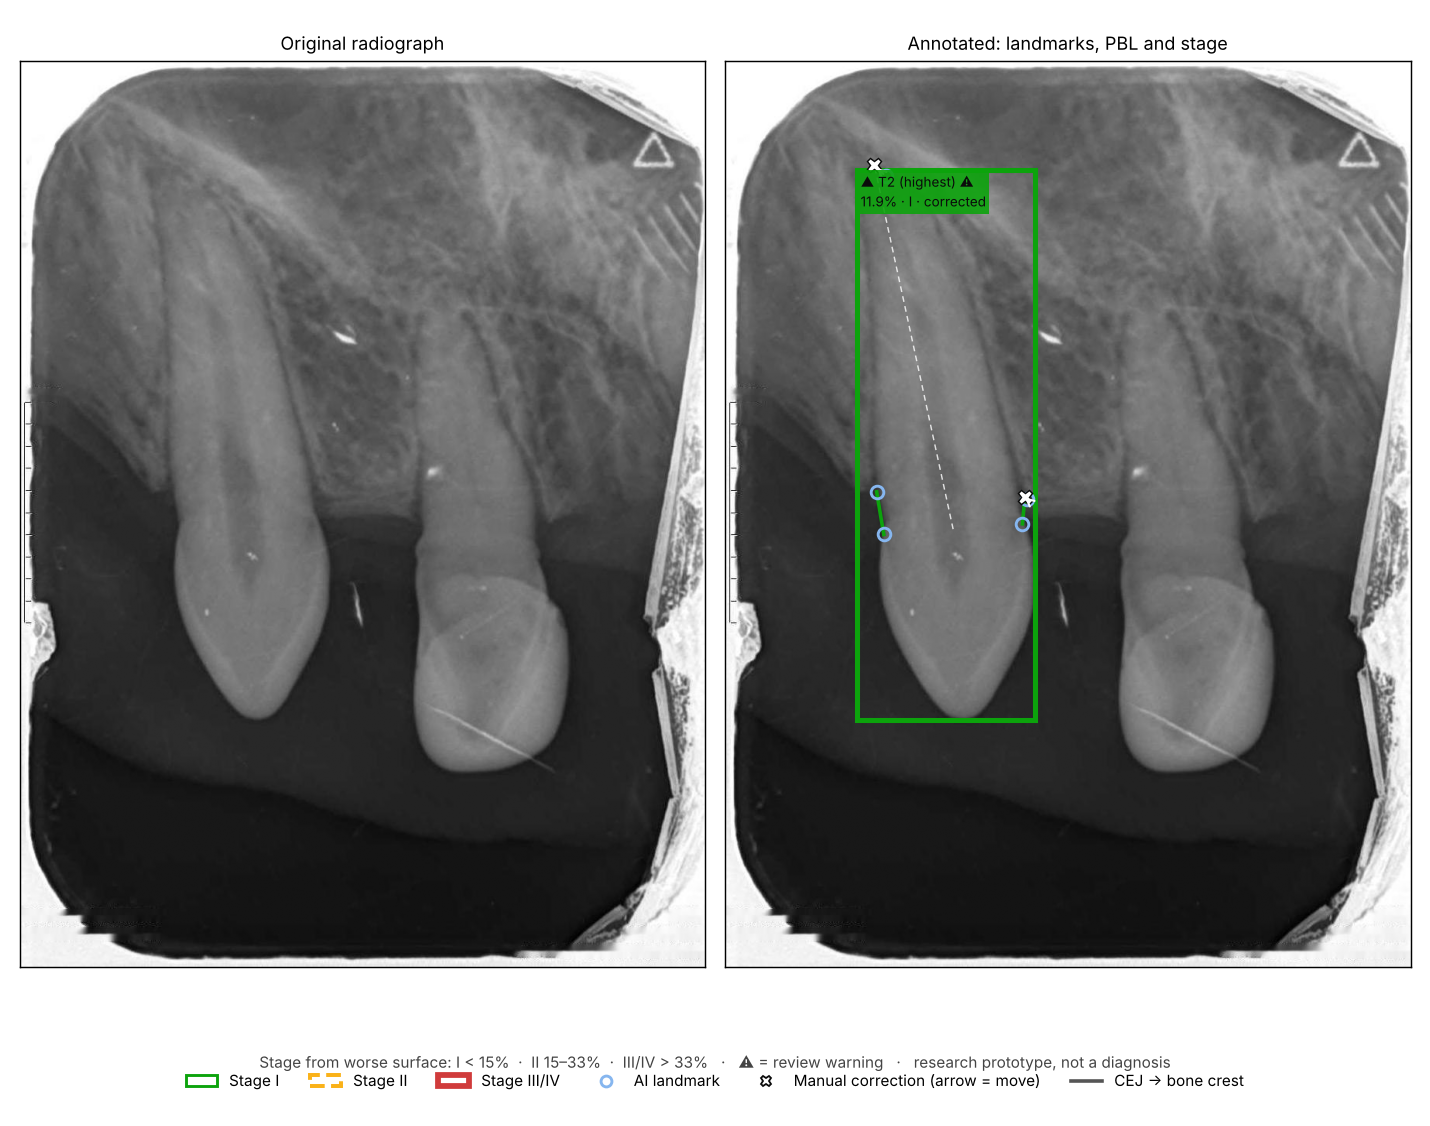 Original radiograph
Annotated: landmarks, PBL and stage
▲ T2 (highest) ⚠
11.9% · I · corrected
Stage from worse surface: I < 15% · II 15–33% · III/IV > 33% · ⚠ = review warning · research prototype, not a diagnosis
Stage I Stage II Stage III/IV AI landmark Manual correction (arrow = move) CEJ → bone crest